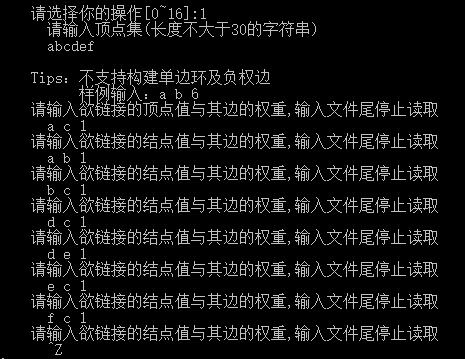 请选择你的操作[0~16]:1
请输入顶点集(长度不大于30的字符串)
abcdef
Tips: 不支持构建单边环及负权边
样例输入: a b 6
请输入欲链接的顶点值与其边的权重,输入文件尾停止读取
a c 1
请输入欲链接的结点值与其边的权重,输入文件尾停止读取
a b 1
请输入欲链接的结点值与其边的权重,输入文件尾停止读取
b c 1
请输入欲链接的结点值与其边的权重,输入文件尾停止读取
d c 1
请输入欲链接的结点值与其边的权重,输入文件尾停止读取
d e 1
请输入欲链接的结点值与其边的权重,输入文件尾停止读取
e c 1
请输入欲链接的结点值与其边的权重,输入文件尾停止读取
f c 1
请输入欲链接的结点值与其边的权重,输入文件尾停止读取
^Z